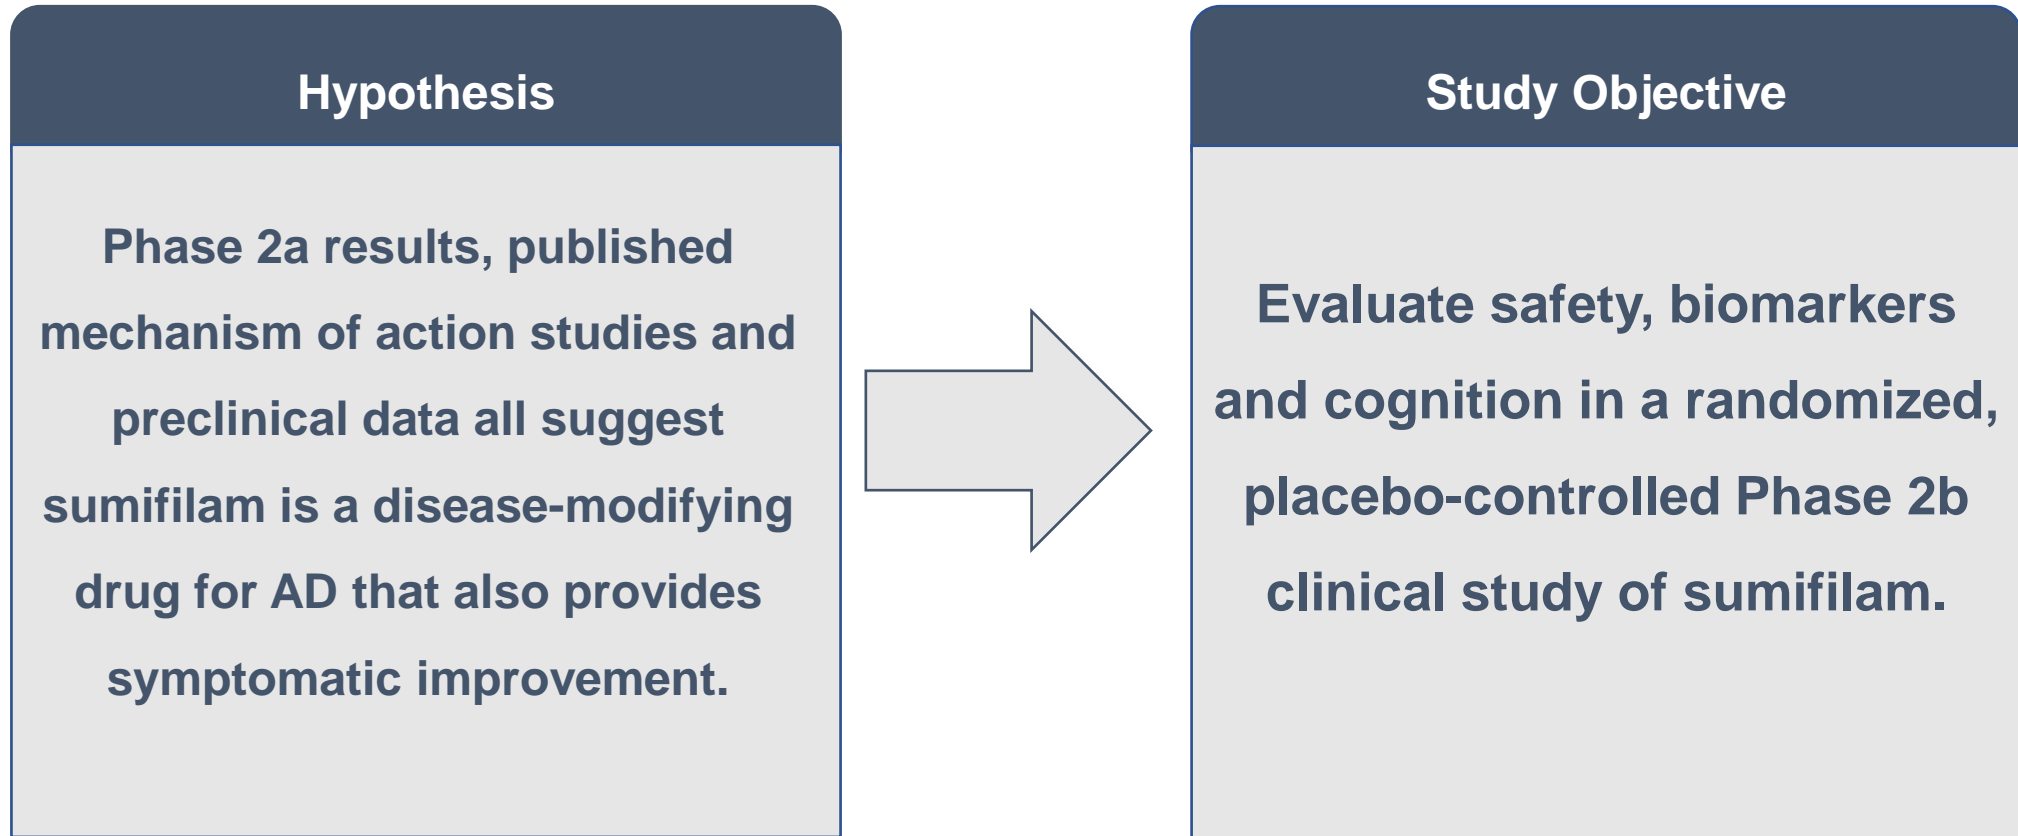 Hypothesis
Phase 2a results, published
mechanism of action studies and
preclinical data all suggest
sumifilam is a disease-modifying
drug for AD that also provides
symptomatic improvement.
Study Objective
Evaluate safety, biomarkers
and cognition in a randomized,
placebo-controlled Phase 2b
clinical study of sumifilam.